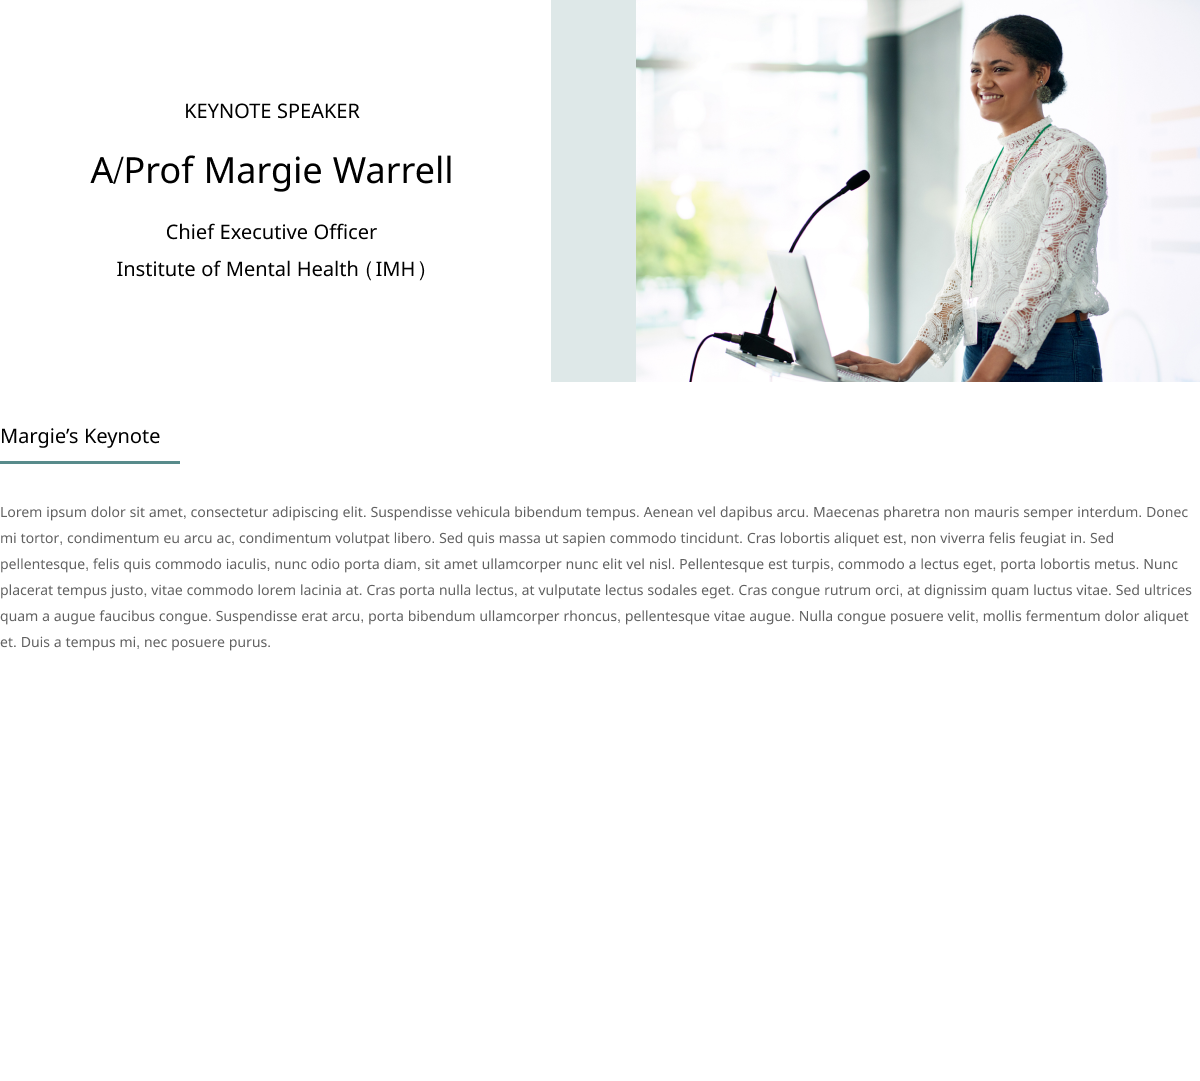 KEYNOTE SPEAKER
A/Prof Margie Warrell
Chief Executive Officer
Institute of Mental Health (IMH)
Margie’s Keynote
Lorem ipsum dolor sit amet, consectetur adipiscing elit. Suspendisse vehicula bibendum tempus. Aenean vel dapibus arcu. Maecenas pharetra non mauris semper interdum. Donec
mi tortor, condimentum eu arcu ac, condimentum volutpat libero. Sed quis massa ut sapien commodo tincidunt. Cras lobortis aliquet est, non viverra felis feugiat in. Sed
pellentesque, felis quis commodo iaculis, nunc odio porta diam, sit amet ullamcorper nunc elit vel nisl. Pellentesque est turpis, commodo a lectus eget, porta lobortis metus. Nunc
placerat tempus justo, vitae commodo lorem lacinia at. Cras porta nulla lectus, at vulputate lectus sodales eget. Cras congue rutrum orci, at dignissim quam luctus vitae. Sed ultrices
quam a augue faucibus congue. Suspendisse erat arcu, porta bibendum ullamcorper rhoncus, pellentesque vitae augue. Nulla congue posuere velit, mollis fermentum dolor aliquet
et. Duis a tempus mi, nec posuere purus.